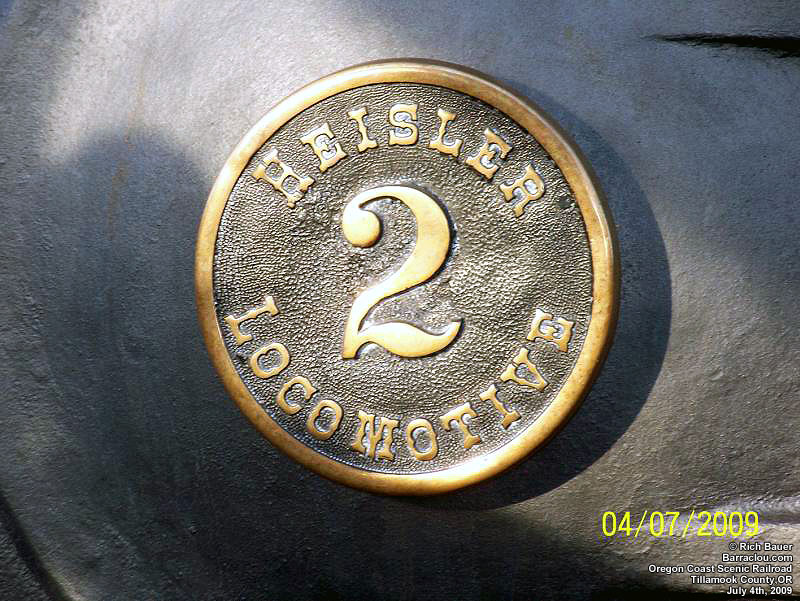 HEISLER
2
LOCOMOTIVE
04/07/2009
© Rich Bauer
Barraclou.com
Oregon Coast Scenic Railroad
Tillamook County,OR
July 4th, 2009